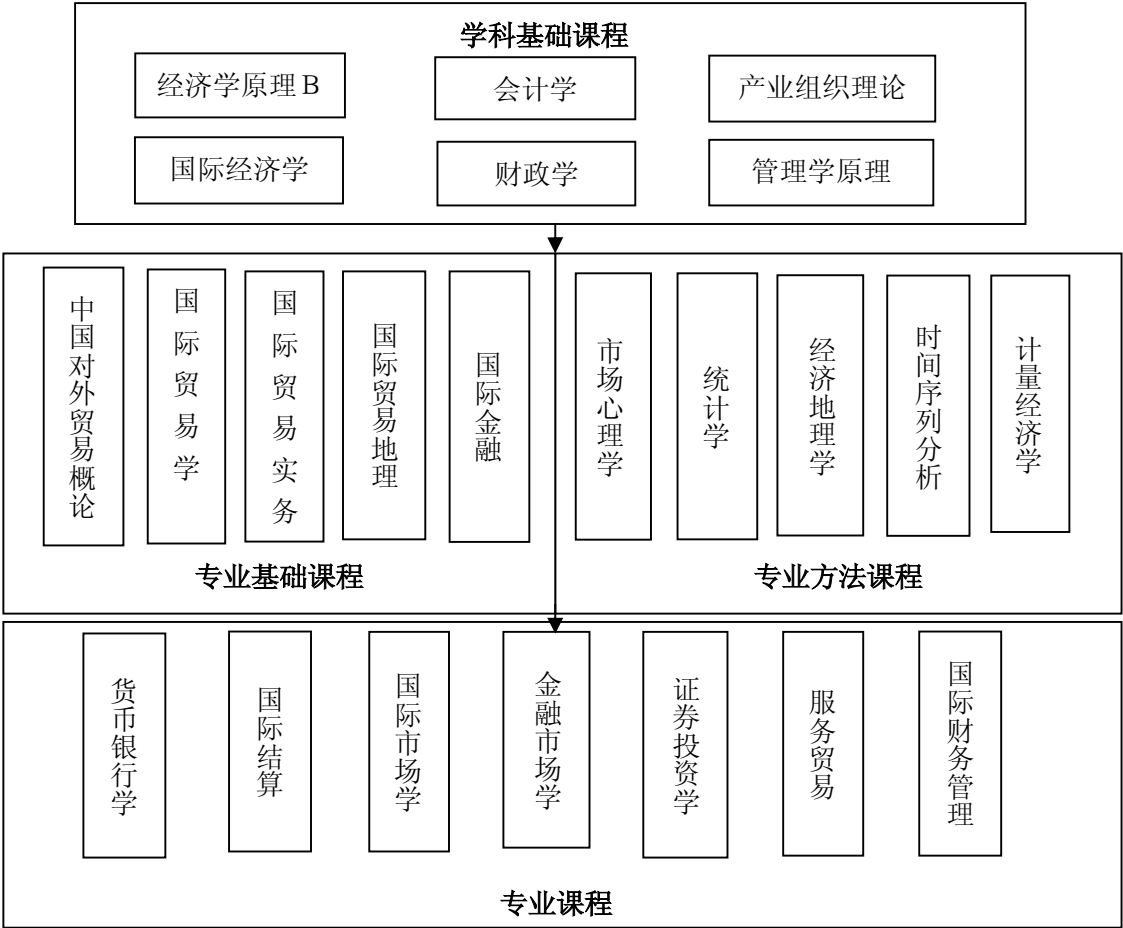 学科基础课程
经济学原理B
会计学
产业组织理论
国际经济学
财政学
管理学原理
中国对外贸易概论
国际贸易学
国际贸易实务
国际贸易地理
国际金融
市场心理学
统计学
经济地理学
时间序列分析
计量经济学
专业基础课程
专业方法课程
货币银行学
国际结算
国际市场学
金融市场学
证券投资学
服务贸易
国际财务管理
专业课程